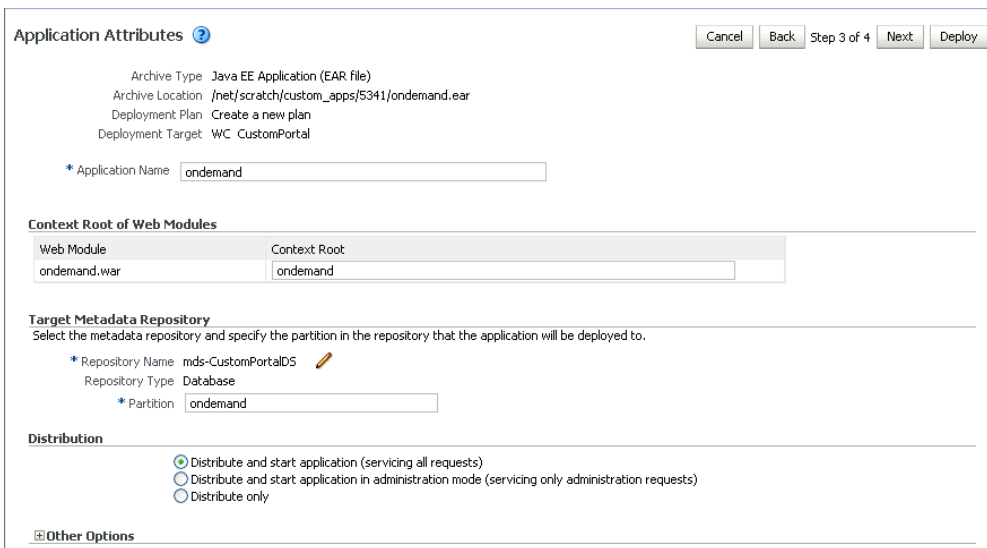 Application Attributes ?
Cancel Back Step 3 of 4 Next Deploy
Archive Type Java EE Application (EAR file)
Archive Location /net/scratch/custom_apps/5341/ondemand.ear
Deployment Plan Create a new plan
Deployment Target WC_CustomPortal
* Application Name ondemand
Context Root of Web Modules
Web Module Context Root
ondemand.war ondemand
Target Metadata Repository
Select the metadata repository and specify the partition in the repository that the application will be deployed to.
* Repository Name mds-CustomPortalDS
Repository Type Database
* Partition ondemand
Distribution
Distribute and start application (servicing all requests)
Distribute and start application in administration mode (servicing only administration requests)
Distribute only
Other Options